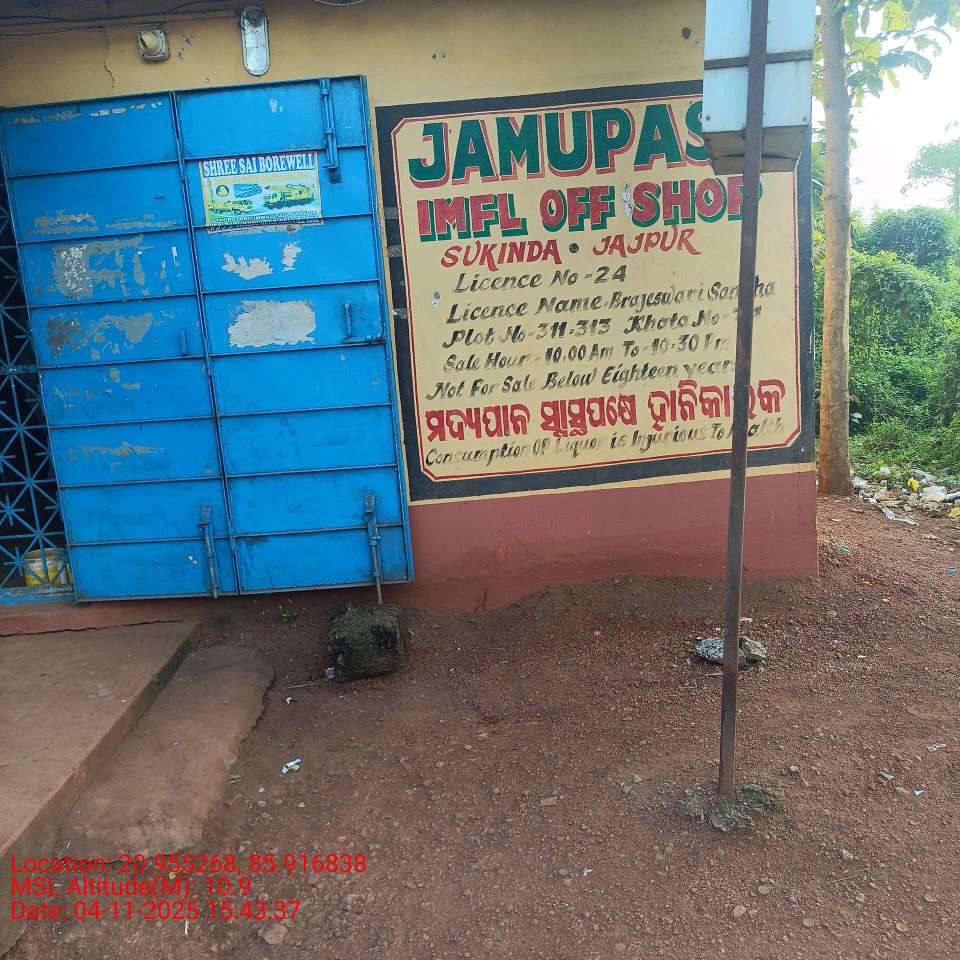 SHREE SAI BOREWELL
JAMUPAS
IMFL OFF SHOP
SUKINDA • JAJPUR
Licence No - 24
Licence Name - Brajeswari
Plot No - 311-313 Khata No -
Sale Hour - 10:00 Am To - 10:30 Pm
Not For Sale Below Eighteen years
ମଦ୍ୟପାନ ସ୍ୱାସ୍ଥ୍ୟପକ୍ଷେ ହାନିକାରକ
Consumption OF Liquor is Injurious To Health
Location: 20.955268, 85.916838
MSL Altitude(M): 10.9
Date: 04-11-2025 15:43:37